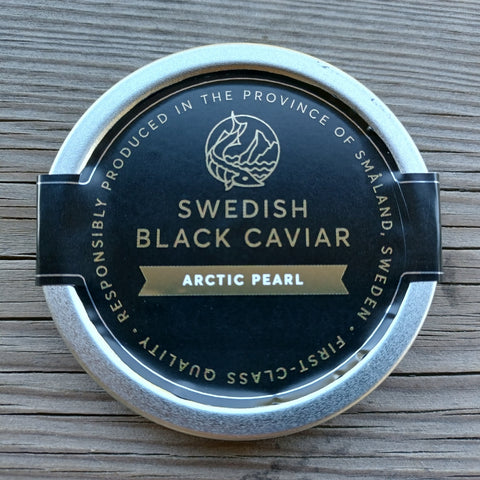 RESPONSIBLY PRODUCED IN THE PROVINCE OF SMÅLAND, SWEDEN • FIRST-CLASS QUALITY •
SWEDISH
BLACK CAVIAR
ARCTIC PEARL